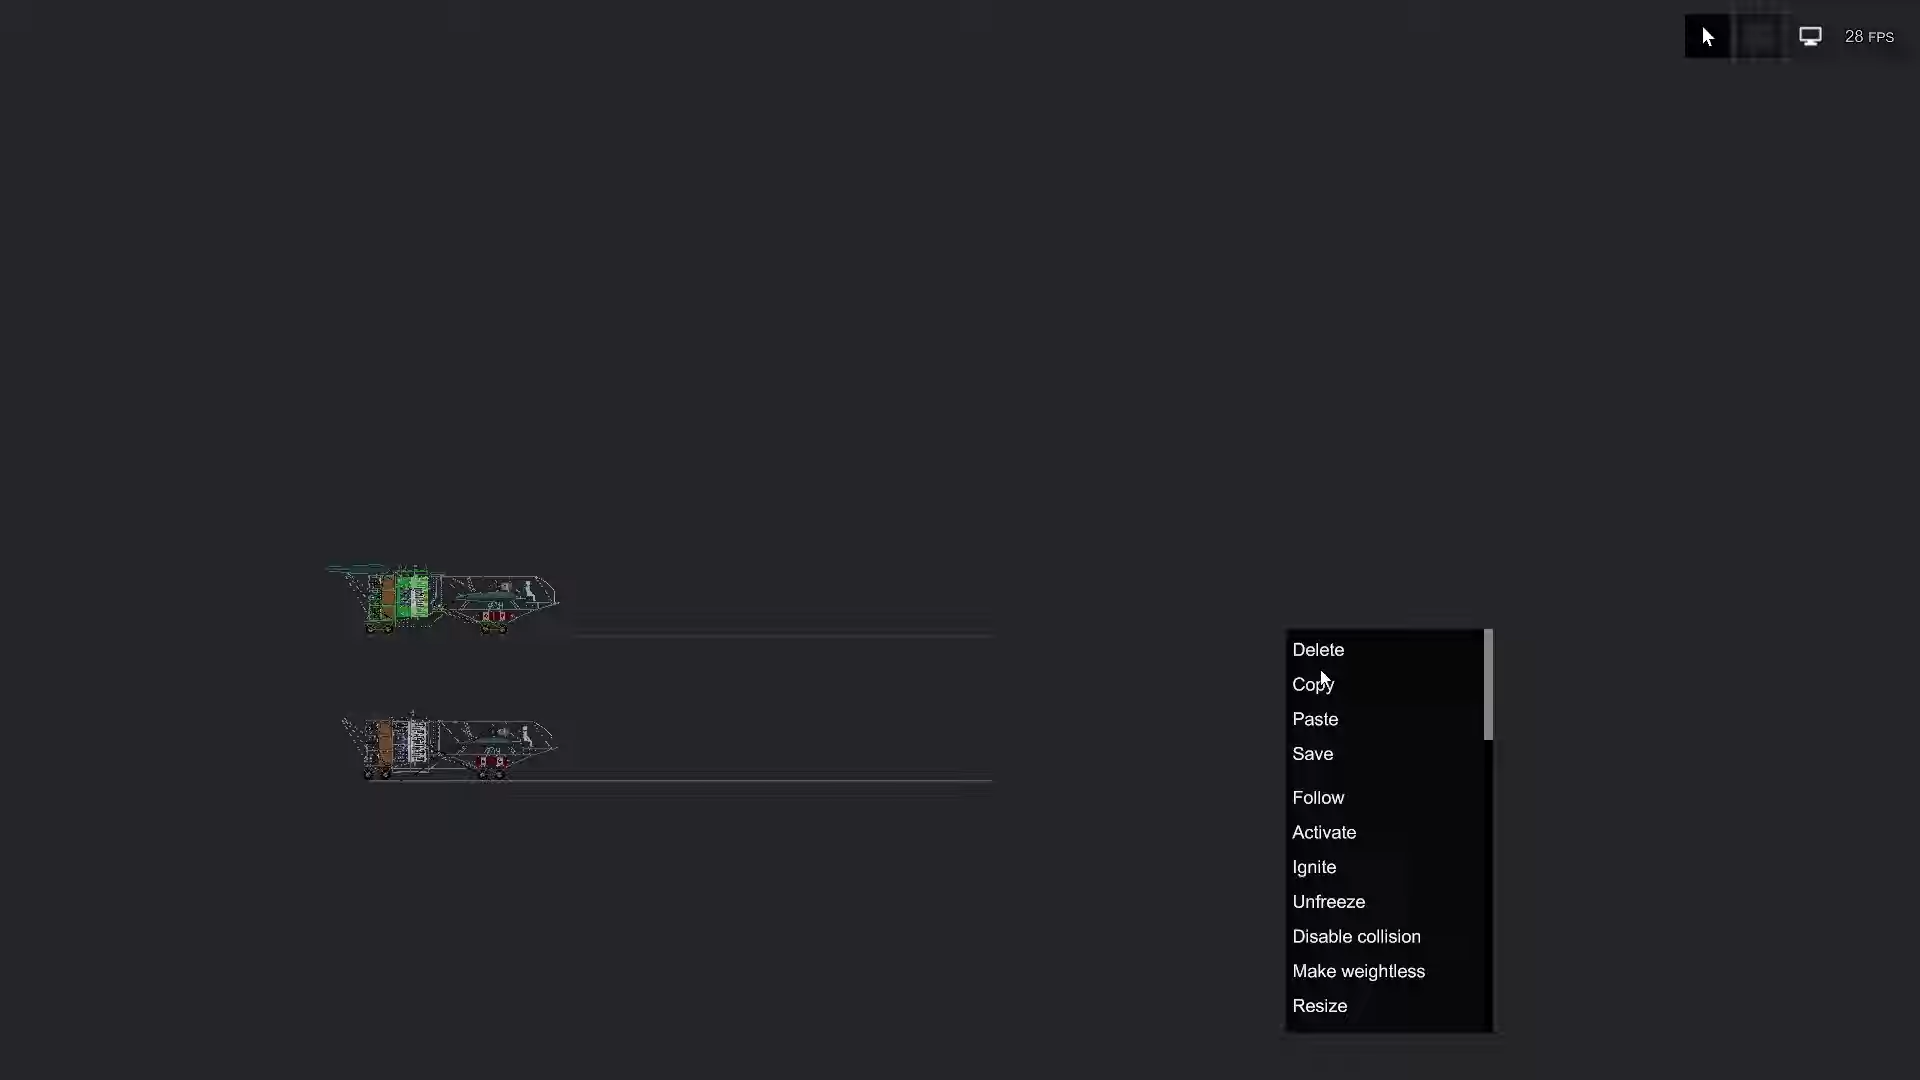 28 FPS
Delete
Copy
Paste
Save
Follow
Activate
Ignite
Unfreeze
Disable collision
Make weightless
Resize